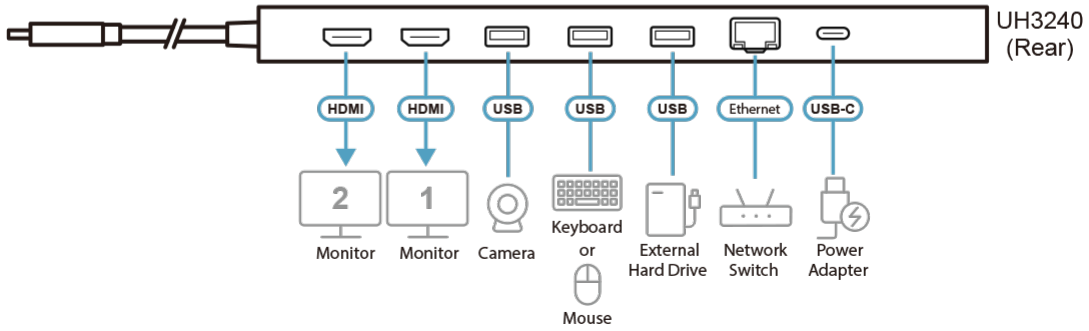 UH3240
(Rear)
HDMI
HDMI
USB
USB
USB
Ethernet
USB-C
2
1
Monitor
Monitor
Camera
Keyboard
or
Mouse
External
Hard Drive
Network
Switch
Power
Adapter